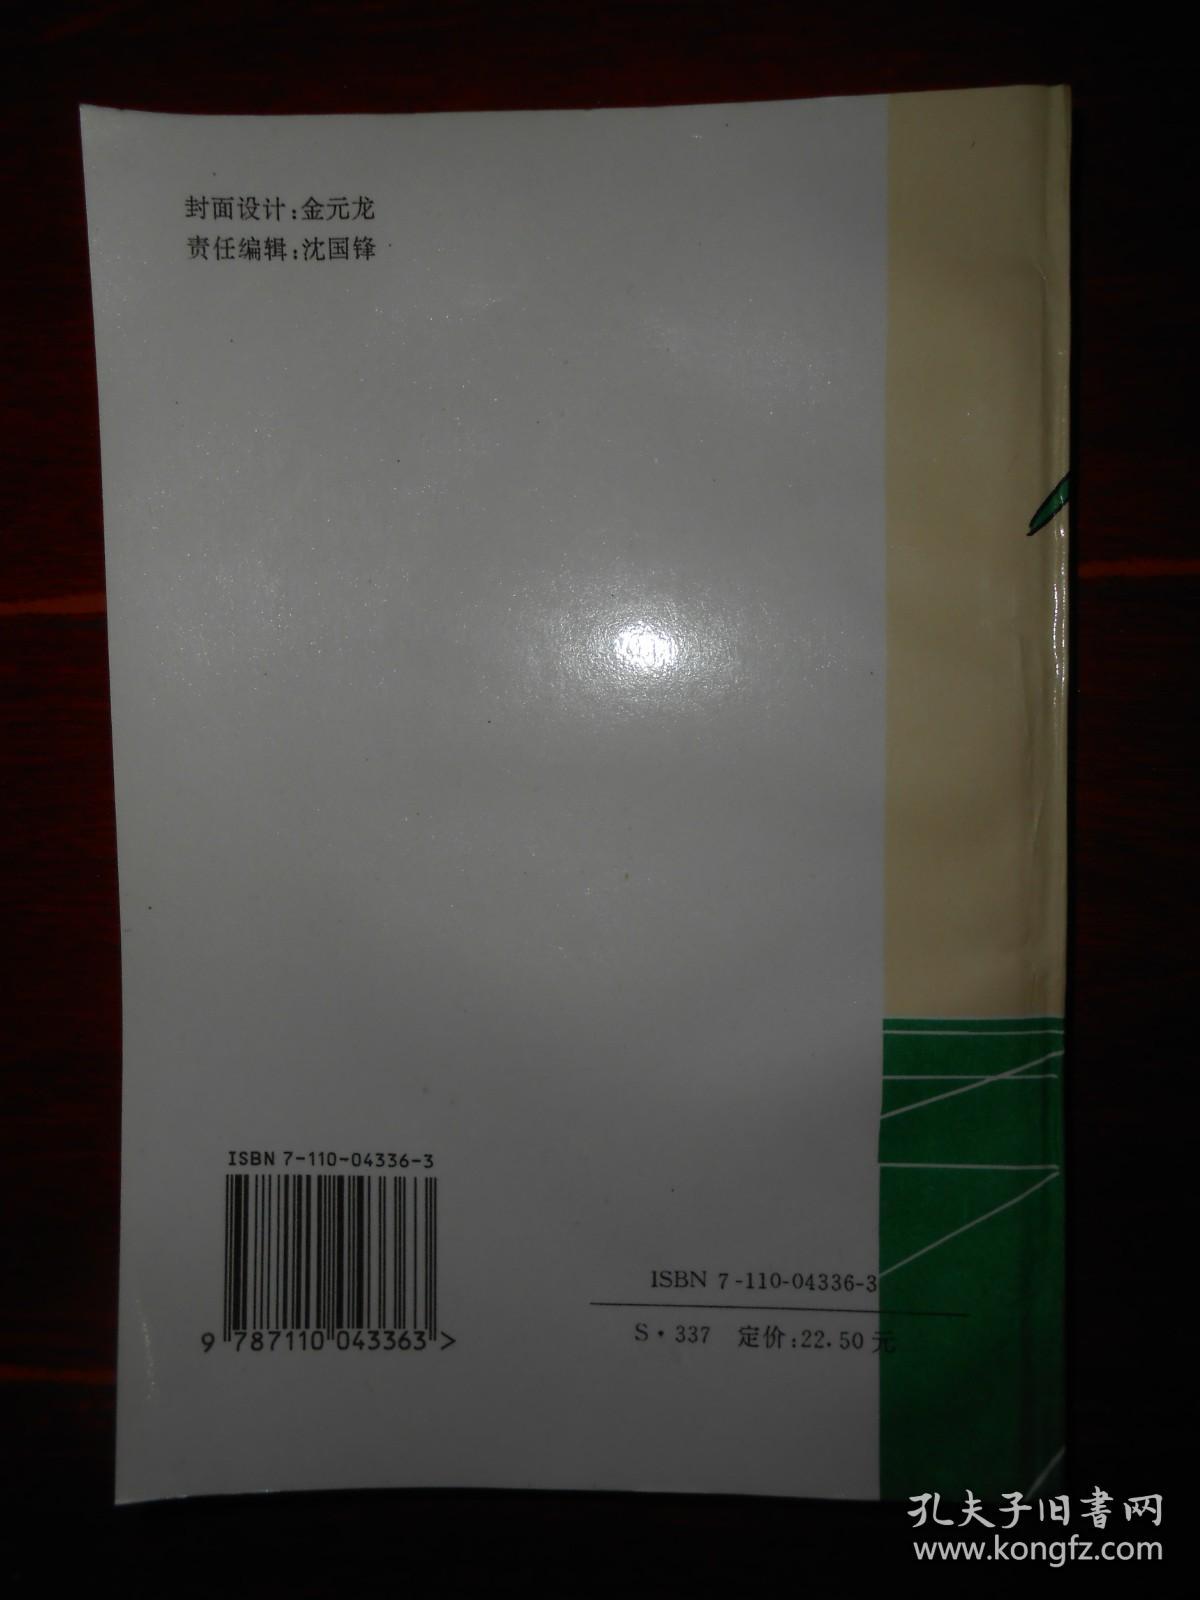 封面设计:金元龙
责任编辑:沈国锋
ISBN 7-110-04336-3
9 787110 043363 >
ISBN 7-110-04336-3
S·337 定价:22.50元
孔夫子旧书网
www.kongfz.com